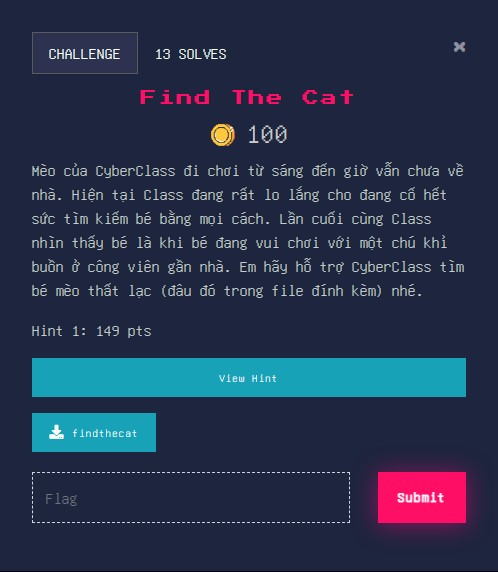 CHALLENGE 13 SOLVES
Find The Cat
100
Mèo của CyberClass đi chơi từ sáng đến giờ vẫn chưa về
nhà. Hiện tại Class đang rất lo lắng cho đang cố hết
sức tìm kiếm bé bằng mọi cách. Lần cuối cùng Class
nhìn thấy bé là khi bé đang vui chơi với một chú khỉ
buồn ở công viên gần nhà. Em hãy hỗ trợ CyberClass tìm
bé mèo thất lạc (đâu đó trong file đính kèm) nhé.
Hint 1: 149 pts
View Hint
findthecat
Flag
Submit